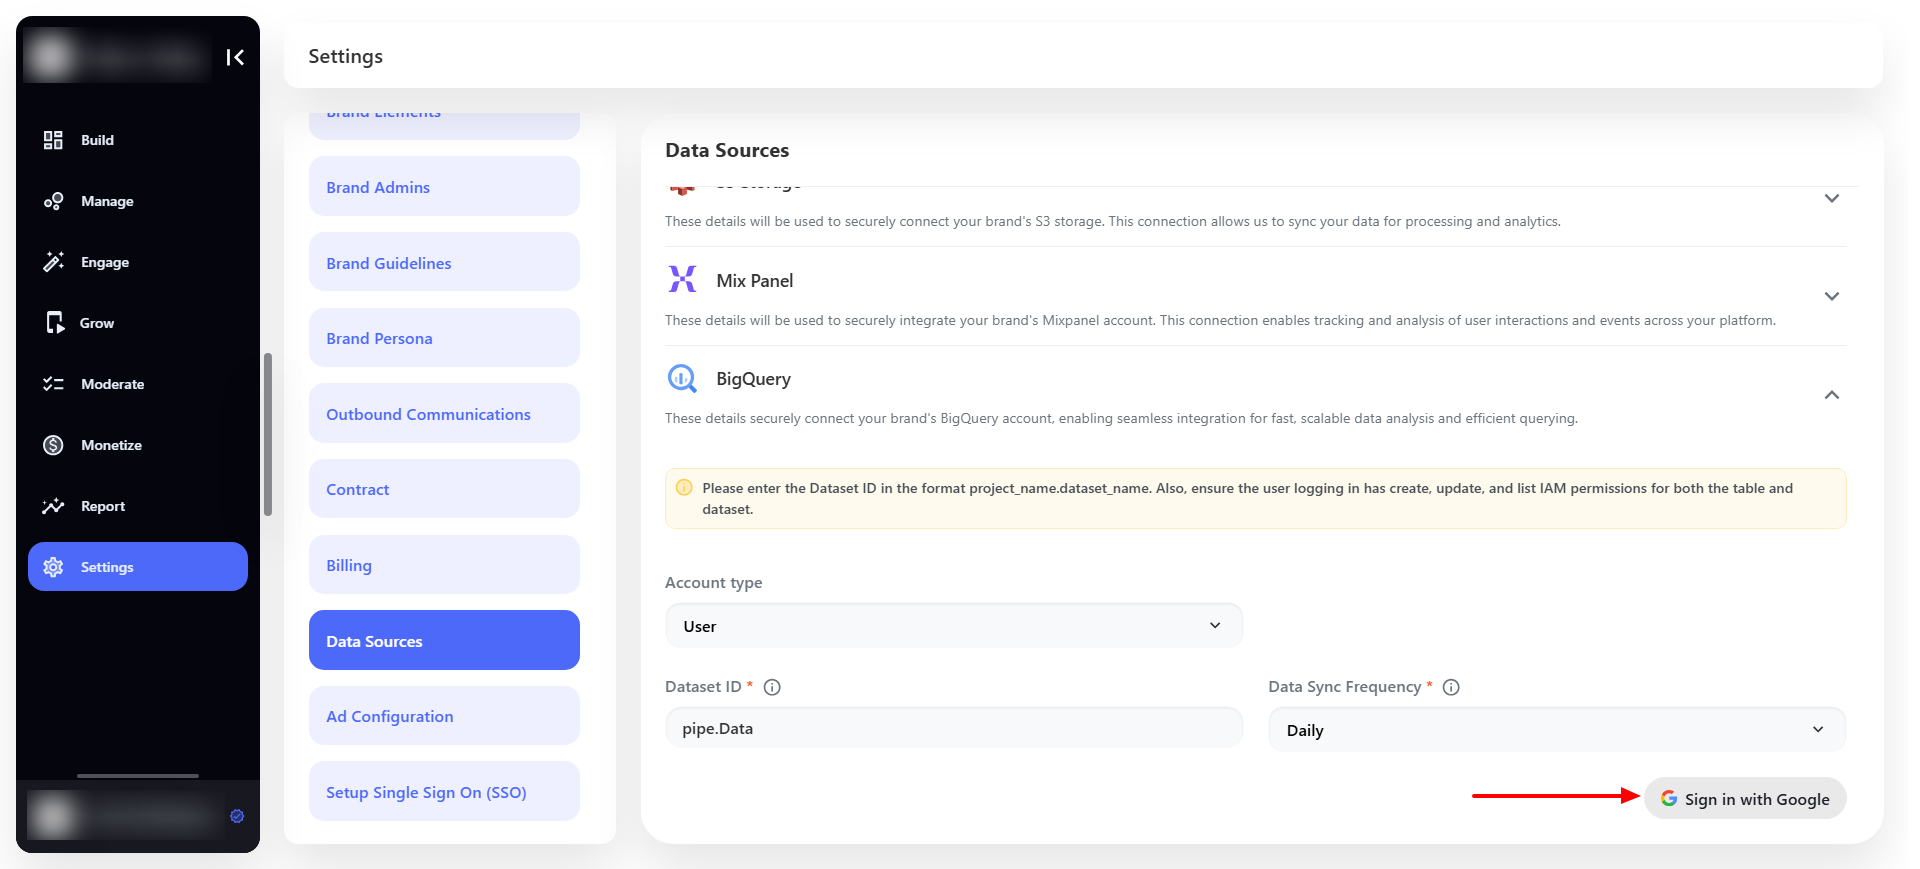 Settings
Build
Manage
Engage
Grow
Moderate
Monetize
Report
Settings
Brand Elements
Brand Admins
Brand Guidelines
Brand Persona
Outbound Communications
Contract
Billing
Data Sources
Ad Configuration
Setup Single Sign On (SSO)
Data Sources
S3 Storage
These details will be used to securely connect your brand's S3 storage. This connection allows us to sync your data for processing and analytics.
Mix Panel
These details will be used to securely integrate your brand's Mixpanel account. This connection enables tracking and analysis of user interactions and events across your platform.
BigQuery
These details securely connect your brand's BigQuery account, enabling seamless integration for fast, scalable data analysis and efficient querying.
Please enter the Dataset ID in the format project_name.dataset_name. Also, ensure the user logging in has create, update, and list IAM permissions for both the table and
dataset.
Account type
User
Dataset ID *
Data Sync Frequency *
pipe.Data
Daily
Sign in with Google